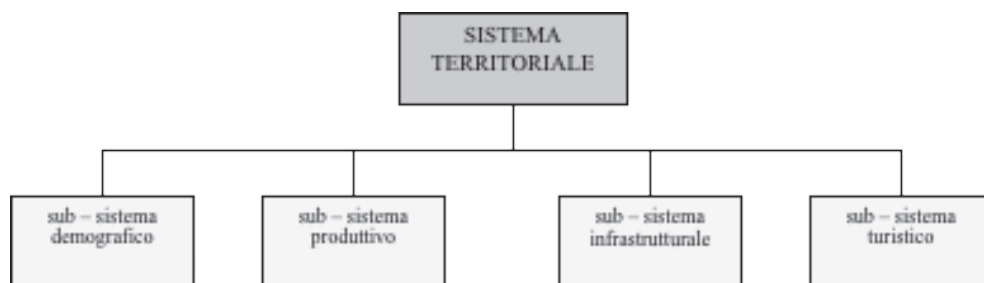 SISTEMA
TERRITORIALE
sub – sistema
demografico
sub – sistema
produttivo
sub – sistema
infrastrutturale
sub – sistema
turistico